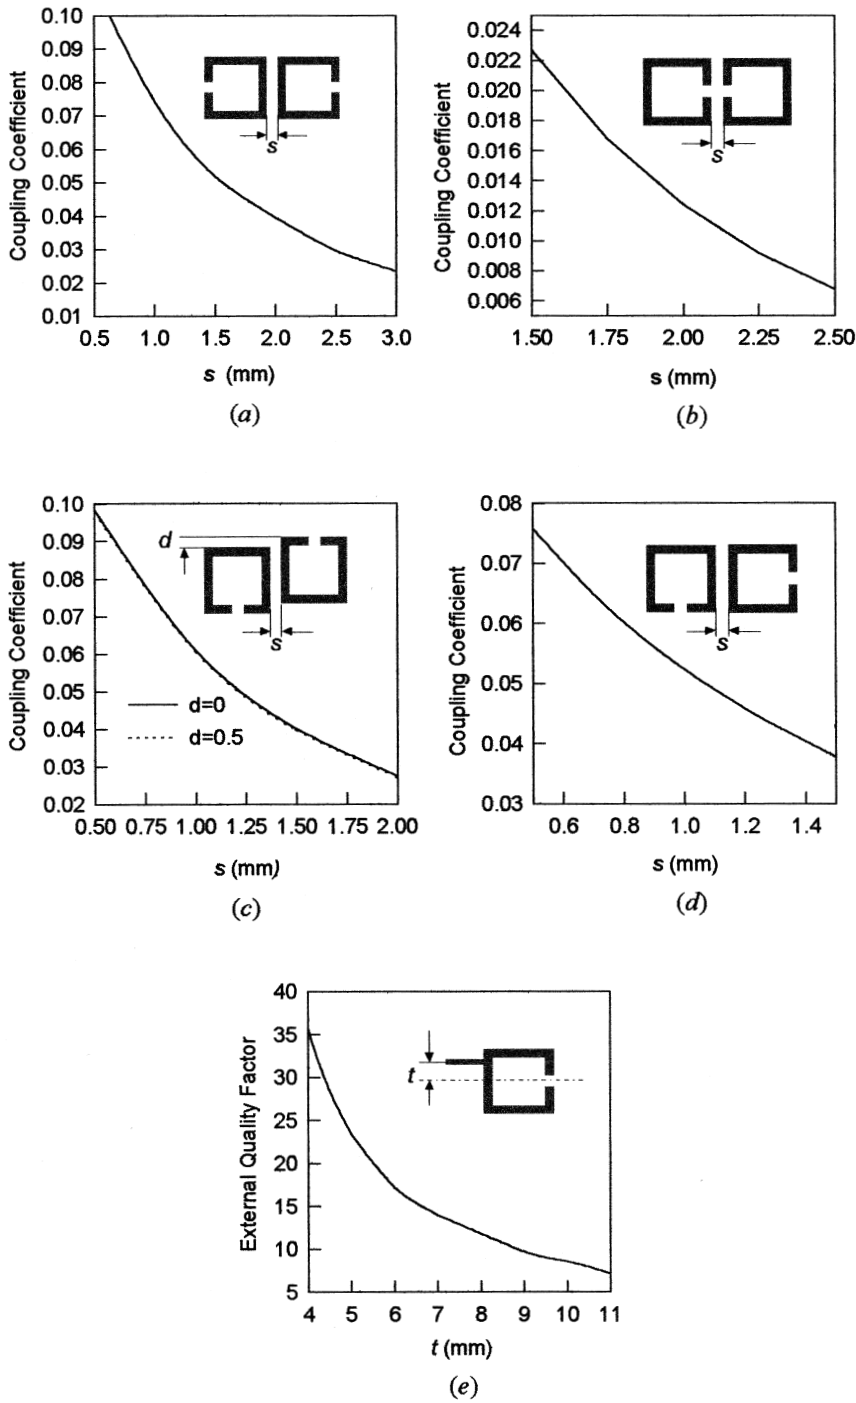 0.10
0.09
0.08
0.07
0.06
0.05
0.04
0.03
0.02
0.01
Coupling Coefficient
s
0.5 1.0 1.5 2.0 2.5 3.0
s (mm)
(a)
0.024
0.022
0.020
0.018
0.016
0.014
0.012
0.010
0.008
0.006
Coupling Coefficient
s
1.50 1.75 2.00 2.25 2.50
s (mm)
(b)
0.10
0.09
0.08
0.07
0.06
0.05
0.04
0.03
0.02
Coupling Coefficient
d
s
d=0
d=0.5
0.50 0.75 1.00 1.25 1.50 1.75 2.00
s (mm)
(c)
0.08
0.07
0.06
0.05
0.04
0.03
Coupling Coefficient
s
0.6 0.8 1.0 1.2 1.4
s (mm)
(d)
40
35
30
25
20
15
10
5
External Quality Factor
t
4 5 6 7 8 9 10 11
t (mm)
(e)